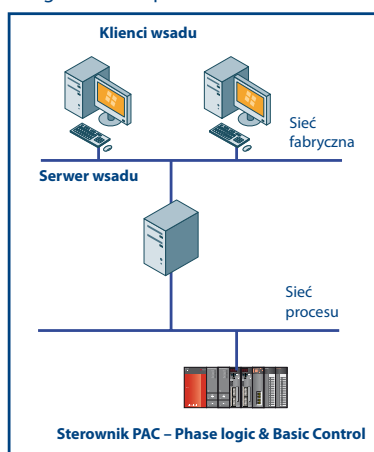 Klienci wsadu
Sieć
fabryczna
Serwer wsadu
Sieć
procesu
Sterownik PAC – Phase logic & Basic Control